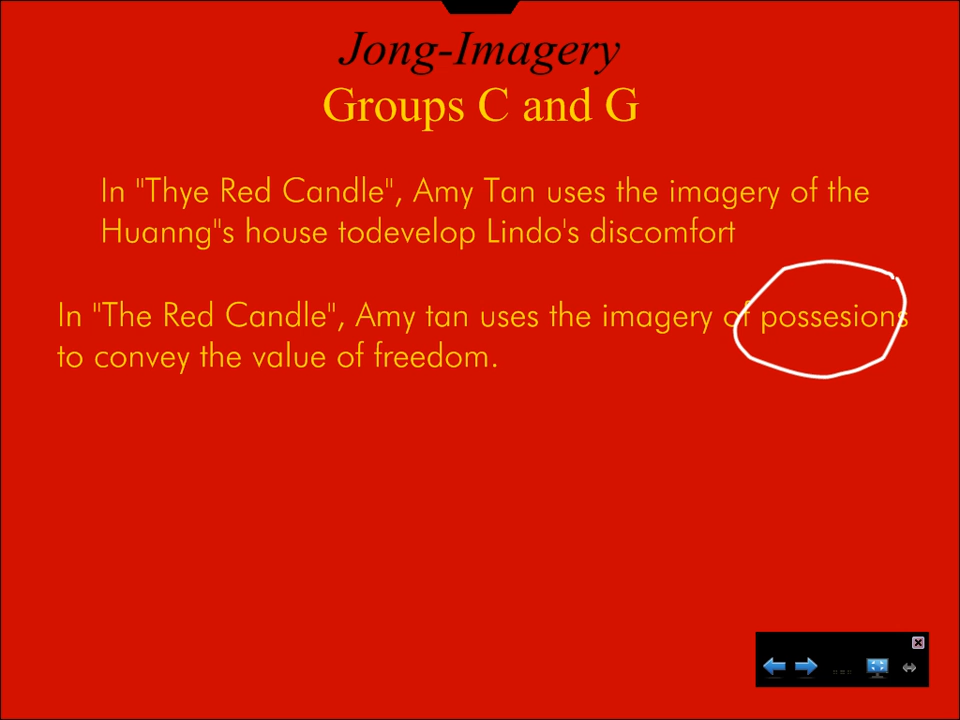 Jong-Imagery
Groups C and G
In "Thye Red Candle", Amy Tan uses the imagery of the
Huanng"s house todevelop Lindo's discomfort
In "The Red Candle", Amy tan uses the imagery of possesions
to convey the value of freedom.